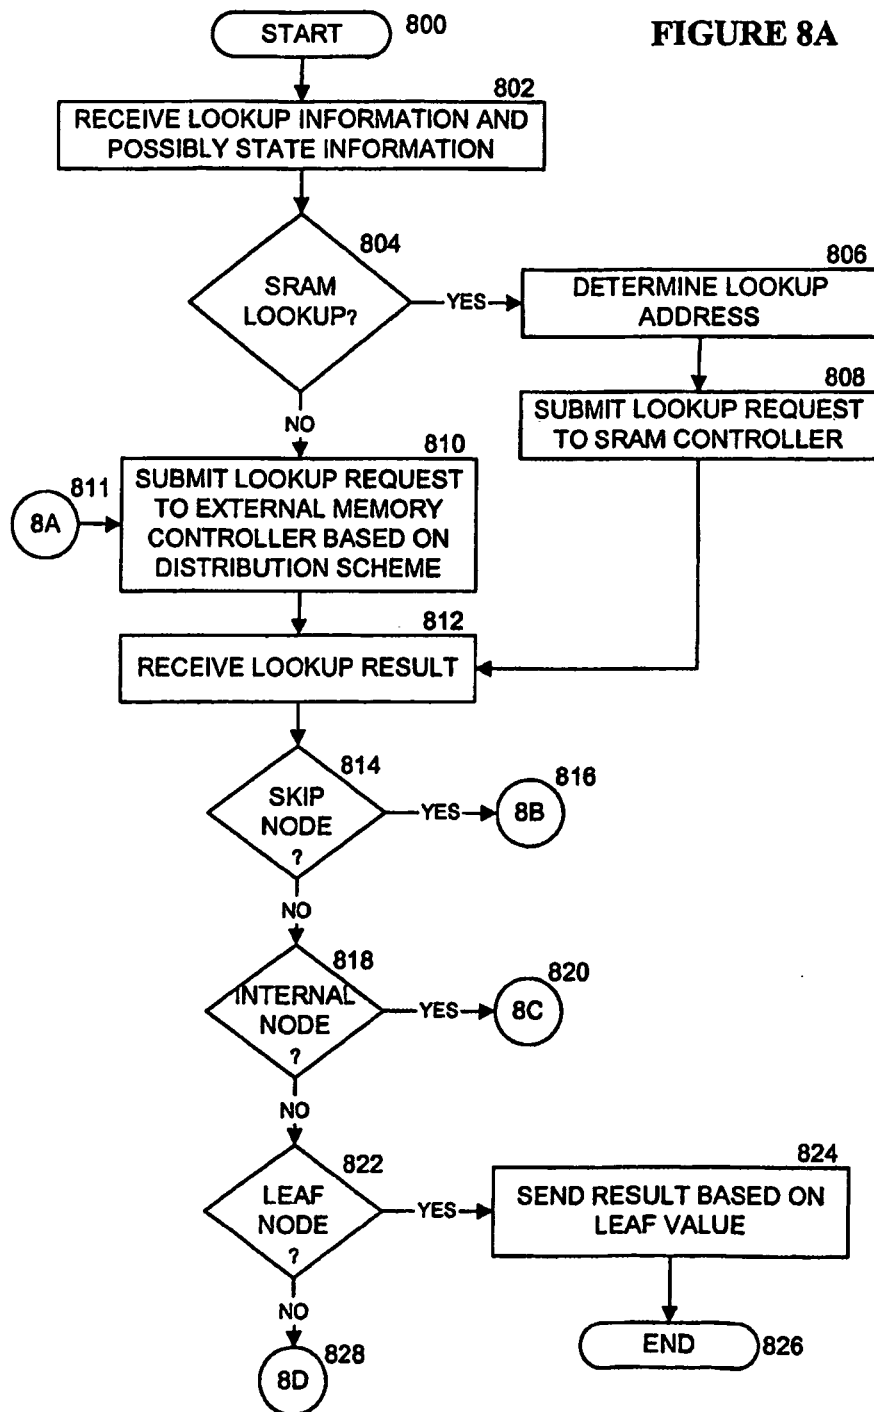 START
800
FIGURE 8A
802
RECEIVE LOOKUP INFORMATION AND
POSSIBLY STATE INFORMATION
804
SRAM
LOOKUP?
YES
806
DETERMINE LOOKUP
ADDRESS
808
SUBMIT LOOKUP REQUEST
TO SRAM CONTROLLER
NO
810
811
8A
SUBMIT LOOKUP REQUEST
TO EXTERNAL MEMORY
CONTROLLER BASED ON
DISTRIBUTION SCHEME
812
RECEIVE LOOKUP RESULT
814
SKIP
NODE
?
YES
816
8B
NO
818
INTERNAL
NODE
?
YES
820
8C
NO
822
LEAF
NODE
?
YES
824
SEND RESULT BASED ON
LEAF VALUE
NO
828
8D
END
826